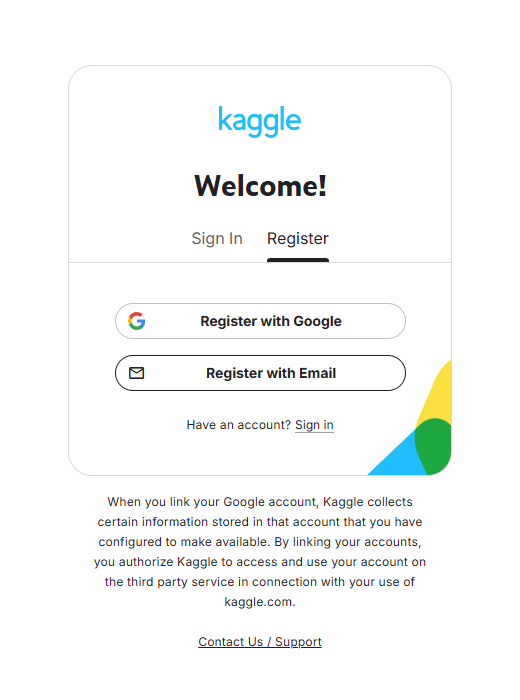 kaggle
Welcome!
Sign In Register
Register with Google
Register with Email
Have an account? Sign in
When you link your Google account, Kaggle collects
certain information stored in that account that you have
configured to make available. By linking your accounts,
you authorize Kaggle to access and use your account on
the third party service in connection with your use of
kaggle.com.
Contact Us / Support